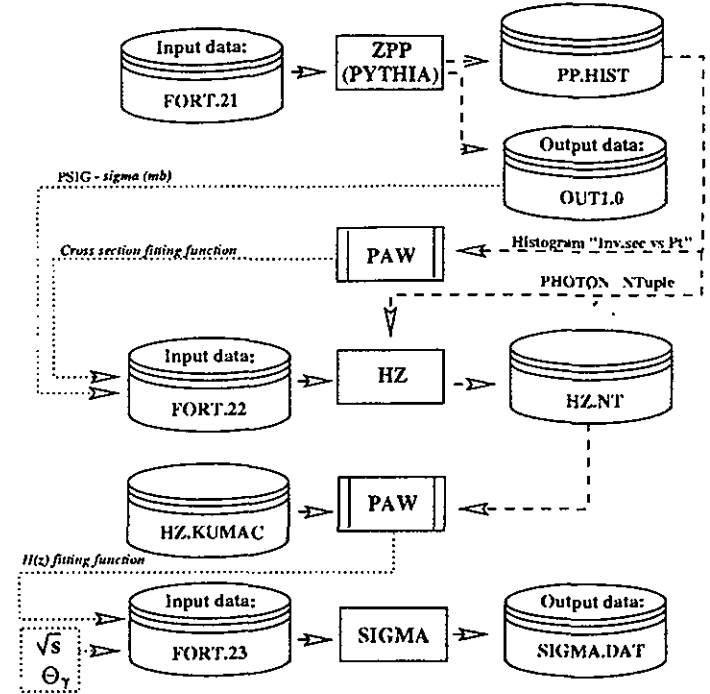 Input data:
FORT.21
ZPP
(PYTHIA)
PP.HIST
Output data:
OUT1.0
PSIG - sigma (mb)
Cross section fitting function
PAW
Histogram "Inv.sec vs Pt"
PHOTON NTuple
Input data:
FORT.22
HZ
HZ.NT
HZ.KUMAC
PAW
H(z) fitting function
√s
Θγ
Input data:
FORT.23
SIGMA
Output data:
SIGMA.DAT